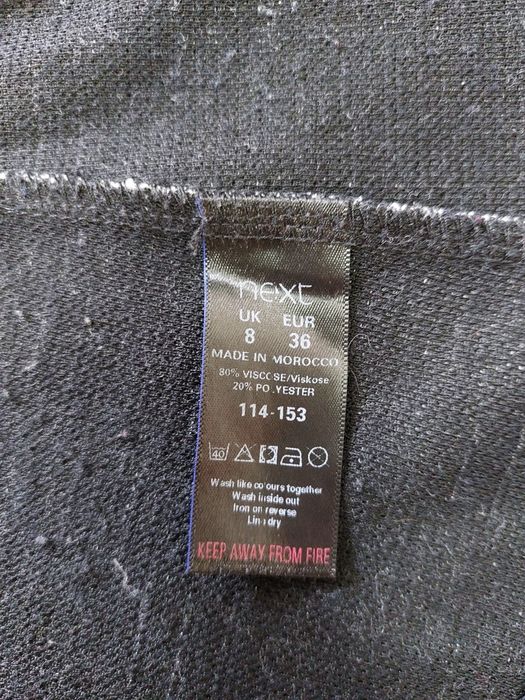 next
UK EUR
8 36
MADE IN MOROCCO
80% VISCOSE/Viskose
20% POLYESTER
114-153
40
Wash like colours together
Wash inside out
Iron on reverse
Line dry
KEEP AWAY FROM FIRE